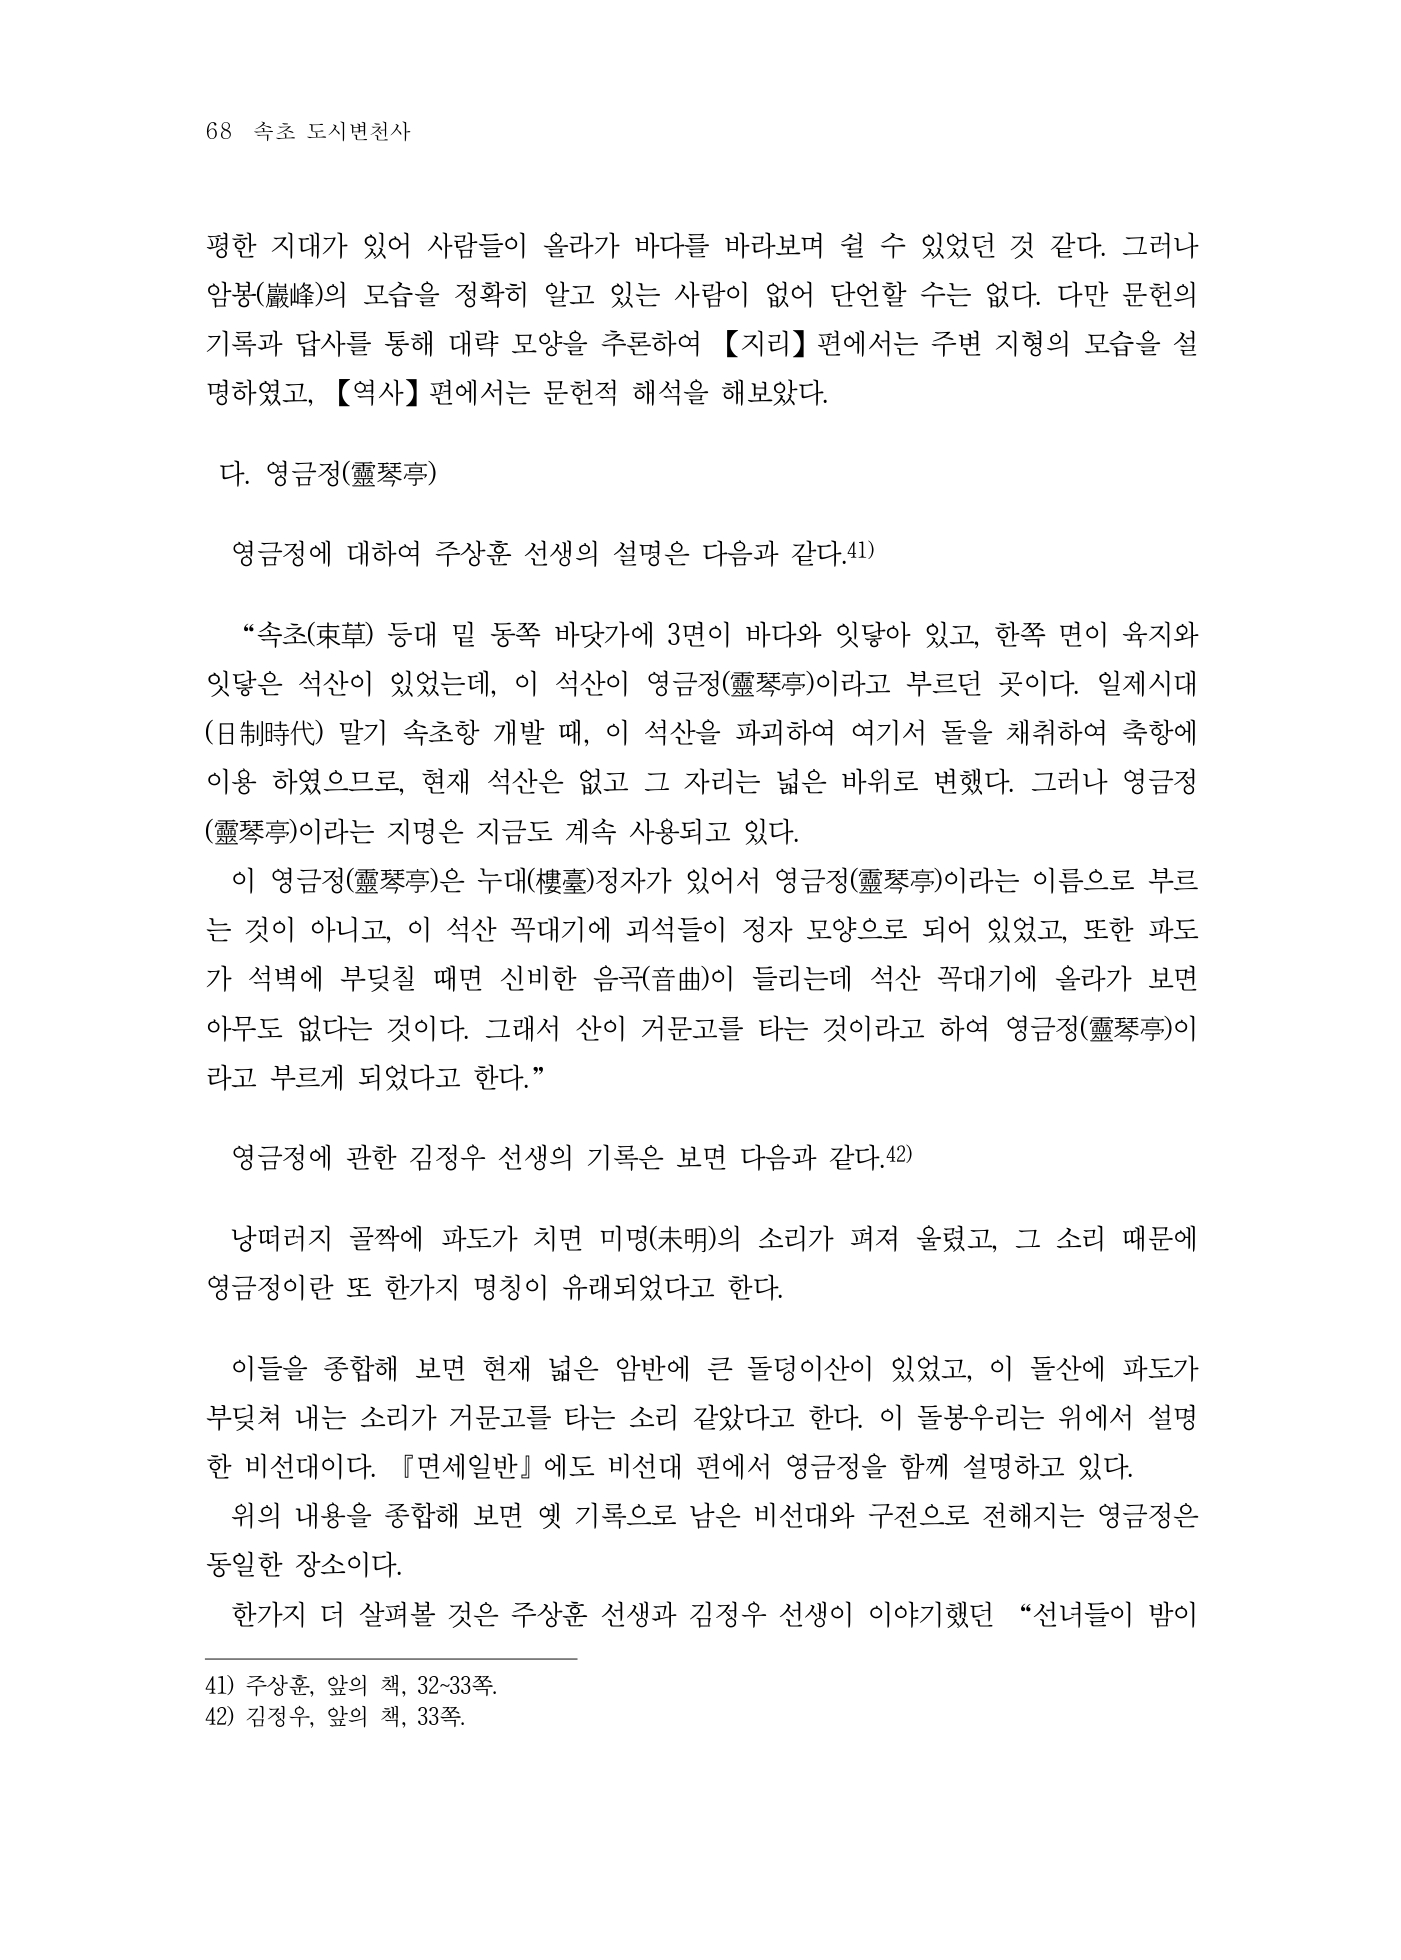 68 속초 도시변천사
평한 지대가 있어 사람들이 올라가 바다를 바라보며 쉴 수 있었던 것 같다. 그러나
암봉(巖峰)의 모습을 정확히 알고 있는 사람이 없어 단언할 수는 없다. 다만 문헌의
기록과 답사를 통해 대략 모양을 추론하여 【지리】편에서는 주변 지형의 모습을 설
명하였고, 【역사】편에서는 문헌적 해석을 해보았다.
다. 영금정(靈琴亭)
영금정에 대하여 주상훈 선생의 설명은 다음과 같다.41)
“속초(束草) 등대 밑 동쪽 바닷가에 3면이 바다와 잇닿아 있고, 한쪽 면이 육지와
잇닿은 석산이 있었는데, 이 석산이 영금정(靈琴亭)이라고 부르던 곳이다. 일제시대
(日制時代) 말기 속초항 개발 때, 이 석산을 파괴하여 여기서 돌을 채취하여 축항에
이용 하였으므로, 현재 석산은 없고 그 자리는 넓은 바위로 변했다. 그러나 영금정
(靈琴亭)이라는 지명은 지금도 계속 사용되고 있다.
이 영금정(靈琴亭)은 누대(樓臺)정자가 있어서 영금정(靈琴亭)이라는 이름으로 부르
는 것이 아니고, 이 석산 꼭대기에 괴석들이 정자 모양으로 되어 있었고, 또한 파도
가 석벽에 부딪칠 때면 신비한 음곡(音曲)이 들리는데 석산 꼭대기에 올라가 보면
아무도 없다는 것이다. 그래서 산이 거문고를 타는 것이라고 하여 영금정(靈琴亭)이
라고 부르게 되었다고 한다.”
영금정에 관한 김정우 선생의 기록은 보면 다음과 같다.42)
낭떠러지 골짝에 파도가 치면 미명(未明)의 소리가 펴져 울렸고, 그 소리 때문에
영금정이란 또 한가지 명칭이 유래되었다고 한다.
이들을 종합해 보면 현재 넓은 암반에 큰 돌덩이산이 있었고, 이 돌산에 파도가
부딪쳐 내는 소리가 거문고를 타는 소리 같았다고 한다. 이 돌봉우리는 위에서 설명
한 비선대이다. 『면세일반』에도 비선대 편에서 영금정을 함께 설명하고 있다.
위의 내용을 종합해 보면 옛 기록으로 남은 비선대와 구전으로 전해지는 영금정은
동일한 장소이다.
한가지 더 살펴볼 것은 주상훈 선생과 김정우 선생이 이야기했던 “선녀들이 밤이
41) 주상훈, 앞의 책, 32~33쪽.
42) 김정우, 앞의 책, 33쪽.